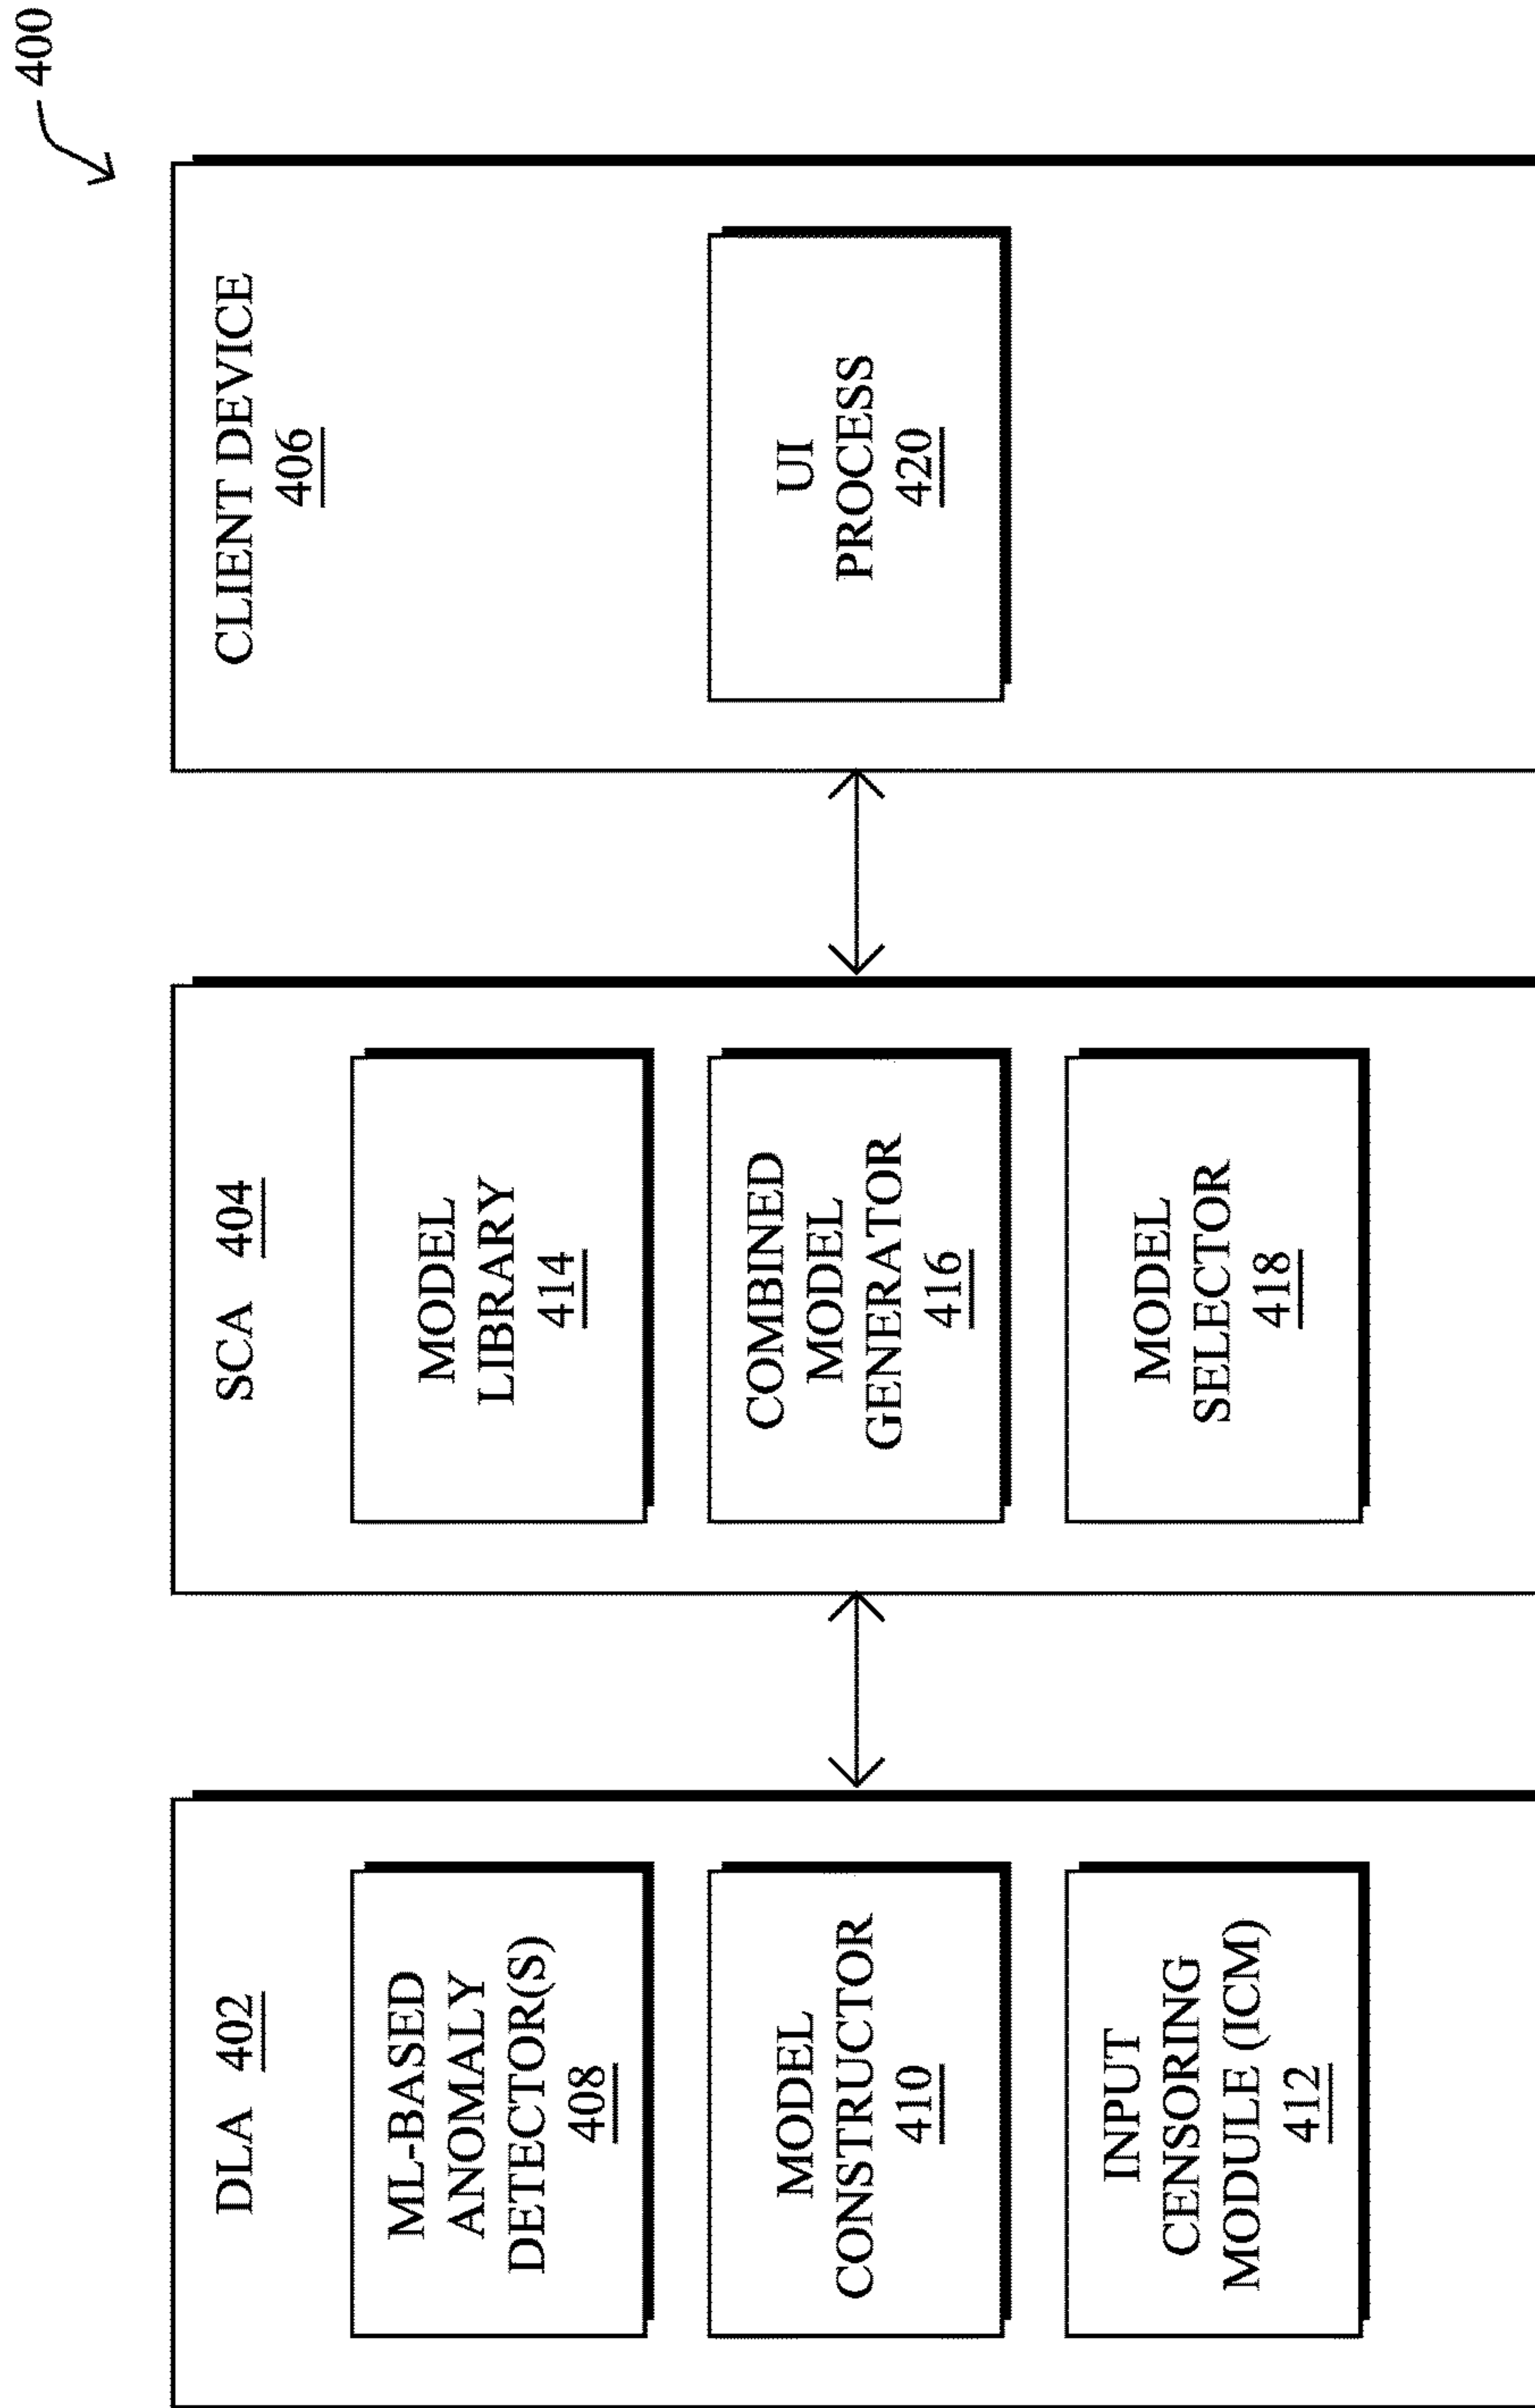 400
DLA 402
ML-BASED
ANOMALY
DETECTOR(S)
408
MODEL
CONSTRUCTOR
410
INPUT
CENSORING
MODULE (ICM)
412
SCA 404
MODEL
LIBRARY
414
COMBINED
MODEL
GENERATOR
416
MODEL
SELECTOR
418
CLIENT DEVICE
406
UI
PROCESS
420